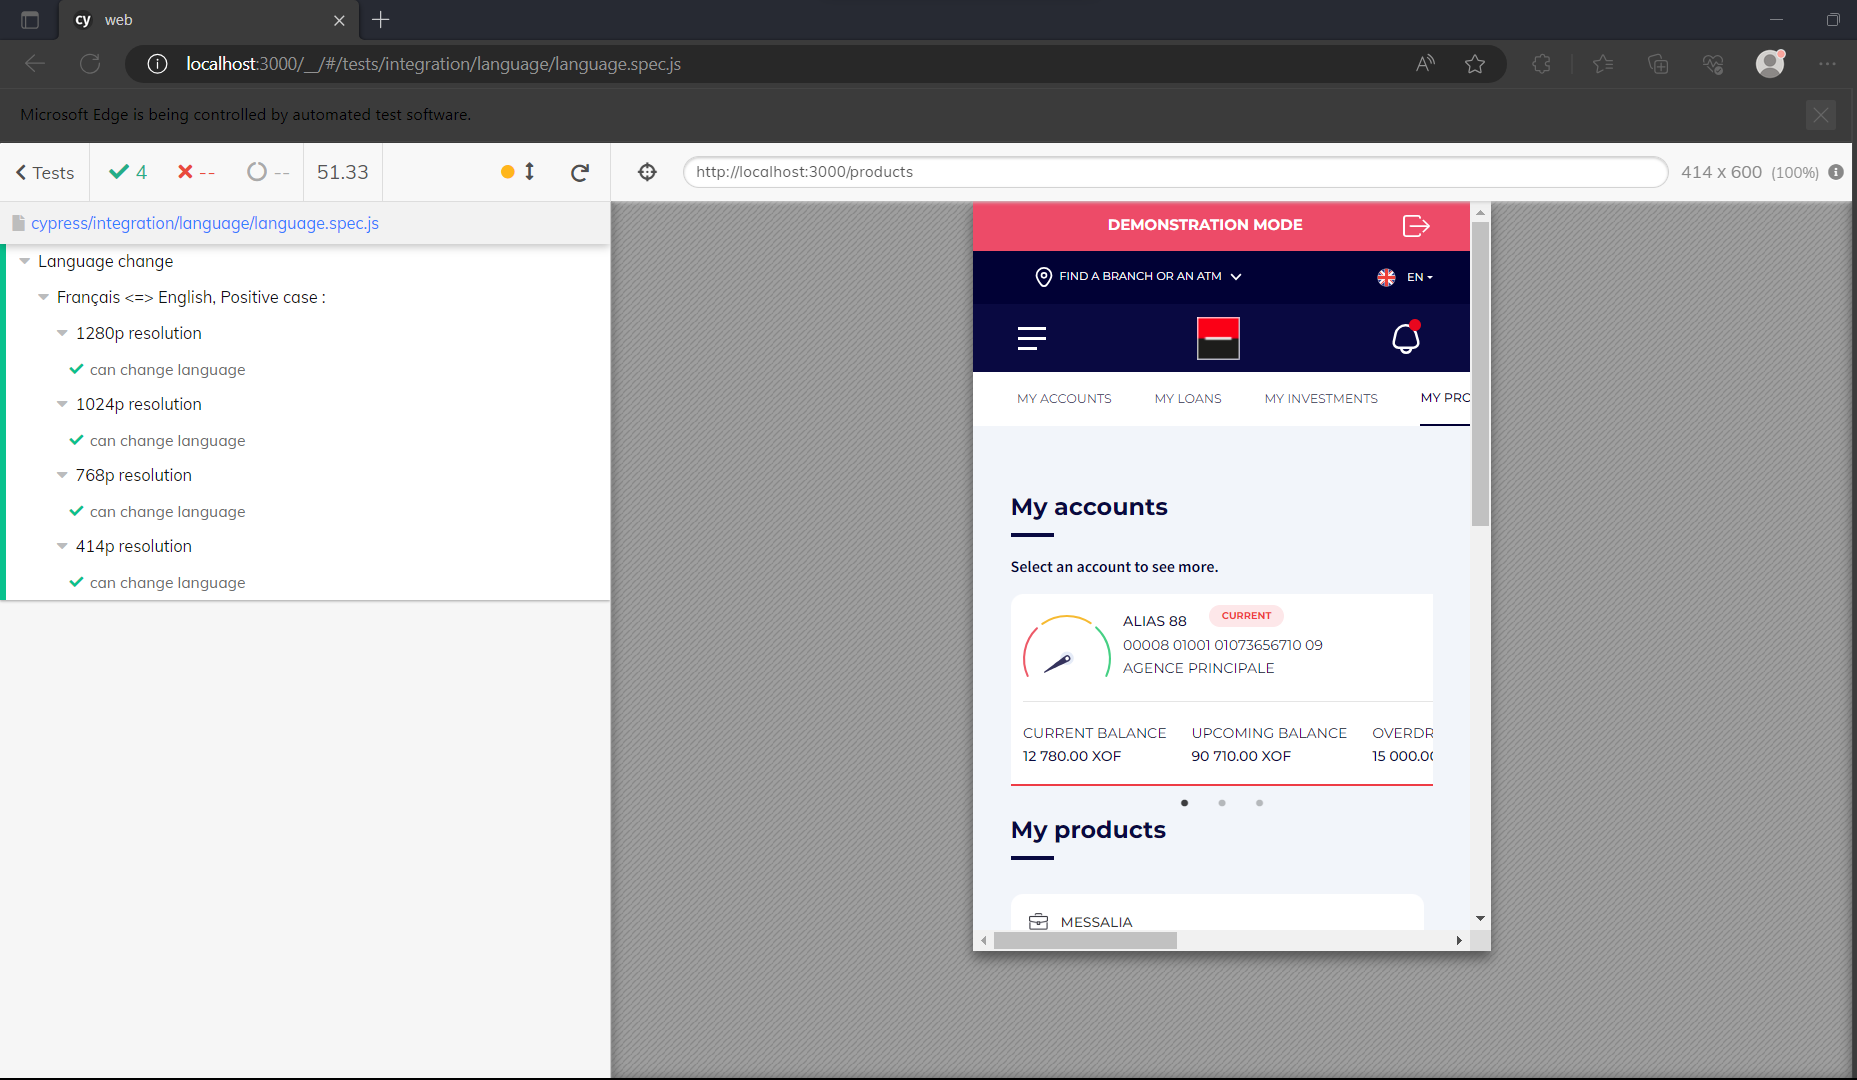 cy web
localhost:3000/__/#/tests/integration/language/language.spec.js
Microsoft Edge is being controlled by automated test software.
Tests 4 -- -- 51.33
http://localhost:3000/products 414 x 600 (100%)
cypress/integration/language/language.spec.js
Language change
Français <=> English, Positive case :
1280p resolution
can change language
1024p resolution
can change language
768p resolution
can change language
414p resolution
can change language
DEMONSTRATION MODE
FIND A BRANCH OR AN ATM EN
MY ACCOUNTS MY LOANS MY INVESTMENTS MY PRO
My accounts
Select an account to see more.
ALIAS 88 CURRENT
00008 01001 01073656710 09
AGENCE PRINCIPALE
CURRENT BALANCE UPCOMING BALANCE OVERDR
12 780.00 XOF 90 710.00 XOF 15 000.00
My products
MESSALIA